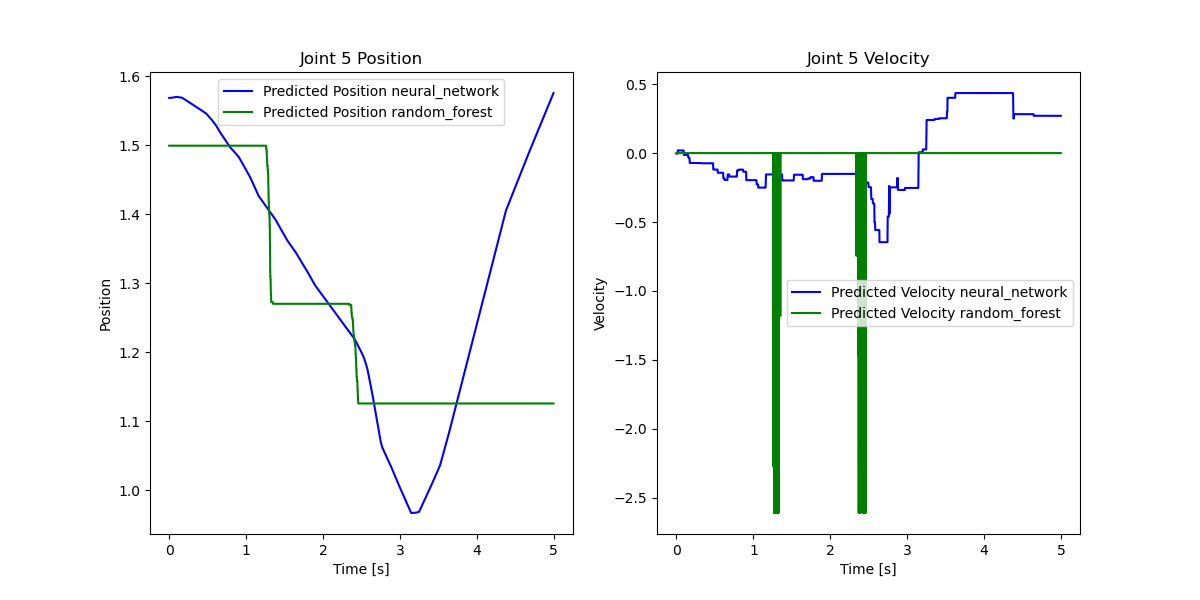 Joint 5 Position
Predicted Position neural_network
Predicted Position random_forest
1.6
1.5
1.4
1.3
1.2
1.1
1.0
Position
0 1 2 3 4 5
Time [s]
Joint 5 Velocity
Predicted Velocity neural_network
Predicted Velocity random_forest
0.5
0.0
−0.5
−1.0
−1.5
−2.0
−2.5
Velocity
0 1 2 3 4 5
Time [s]